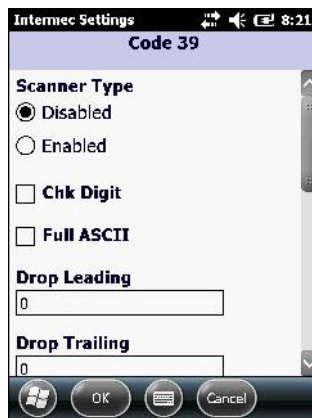 Intermec Settings 8:21
Code 39
Scanner Type
Disabled
Enabled
Chk Digit
Full ASCII
Drop Leading
0
Drop Trailing
0
OK Cancel